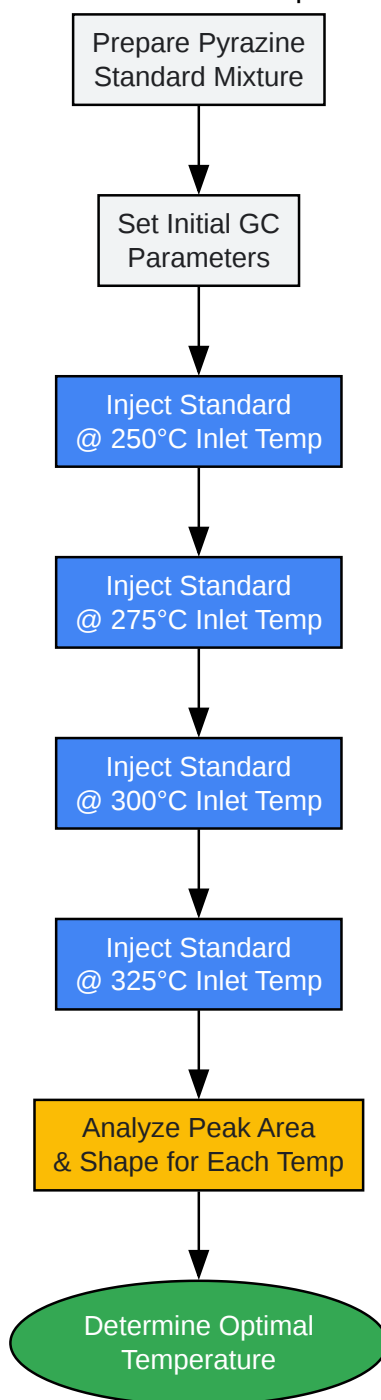 Prepare Pyrazine
Standard Mixture
Set Initial GC
Parameters
Inject Standard
@ 250°C Inlet Temp
Inject Standard
@ 275°C Inlet Temp
Inject Standard
@ 300°C Inlet Temp
Inject Standard
@ 325°C Inlet Temp
Analyze Peak Area
& Shape for Each Temp
Determine Optimal
Temperature